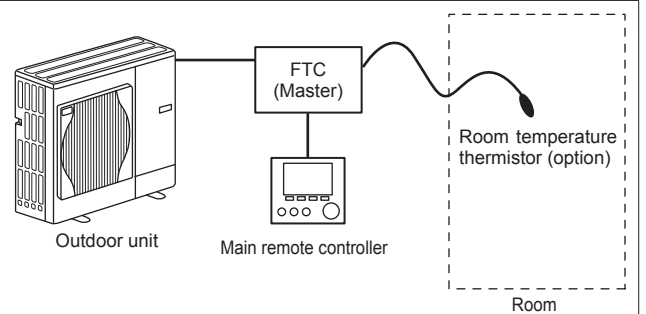 FTC
(Master)
Room temperature
thermistor (option)
Outdoor unit
Main remote controller
Room